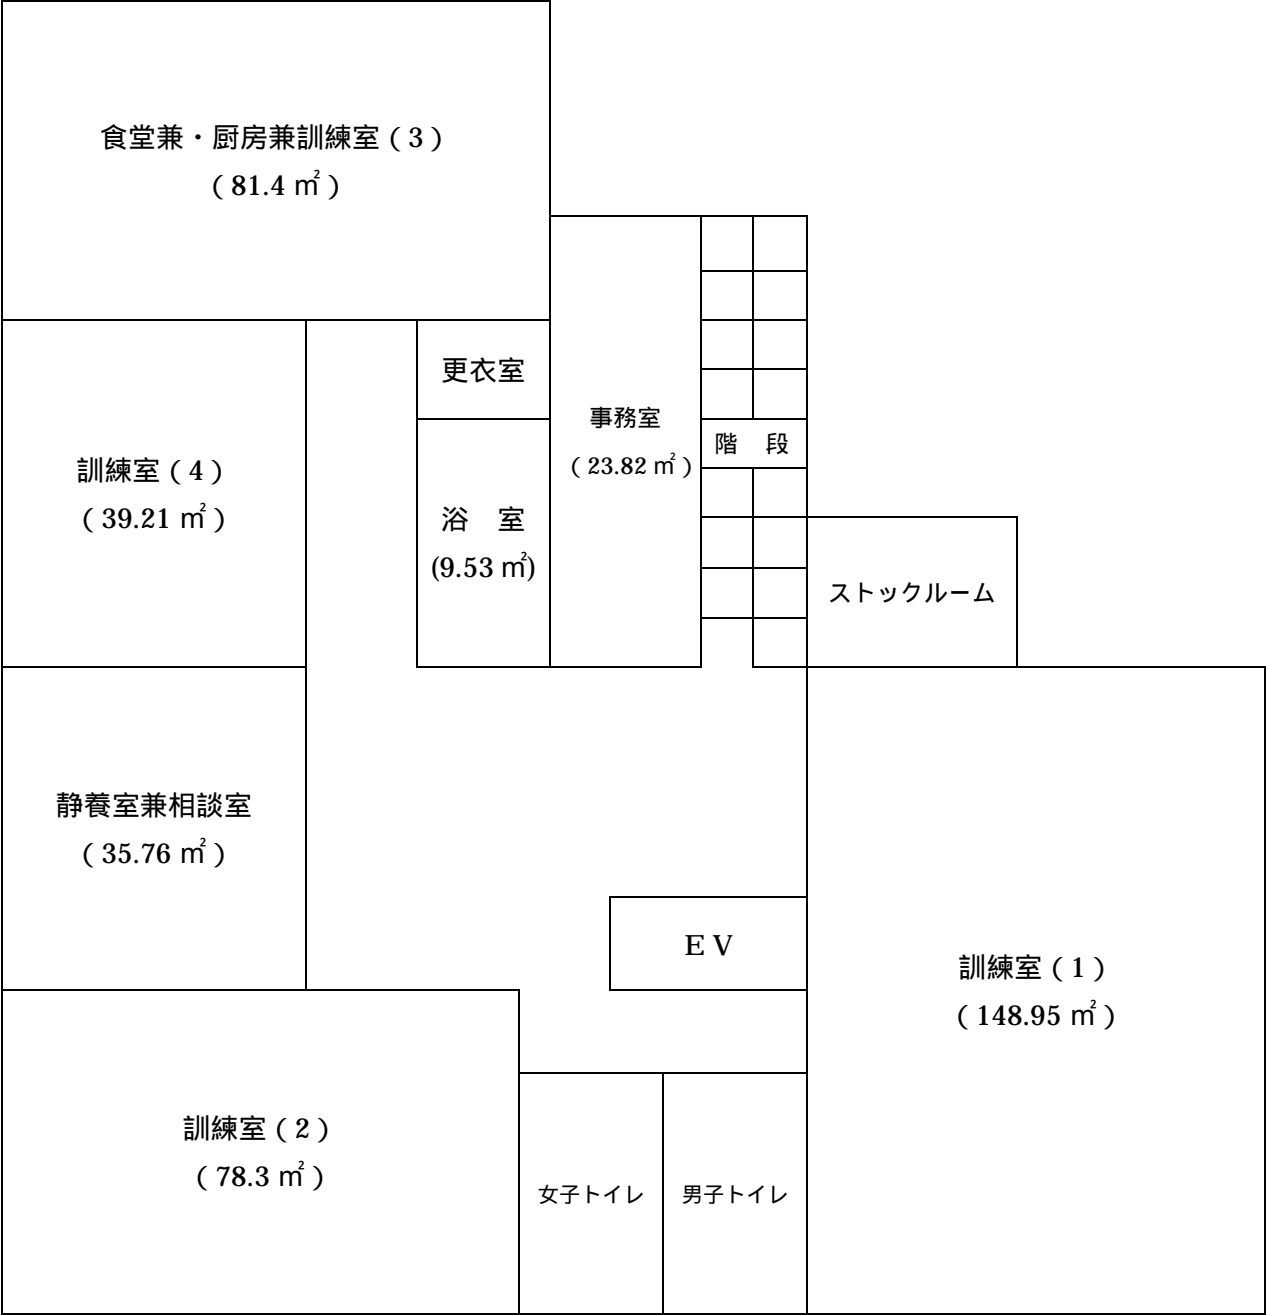 食堂兼・厨房兼訓練室（3）
（81.4 ㎡）
更衣室
事務室
（23.82 ㎡）
階　段
訓練室（4）
（39.21 ㎡）
浴　室
(9.53 ㎡)
ストックルーム
静養室兼相談室
（35.76 ㎡）
ＥＶ
訓練室（1）
（148.95 ㎡）
訓練室（2）
（78.3 ㎡）
女子トイレ
男子トイレ